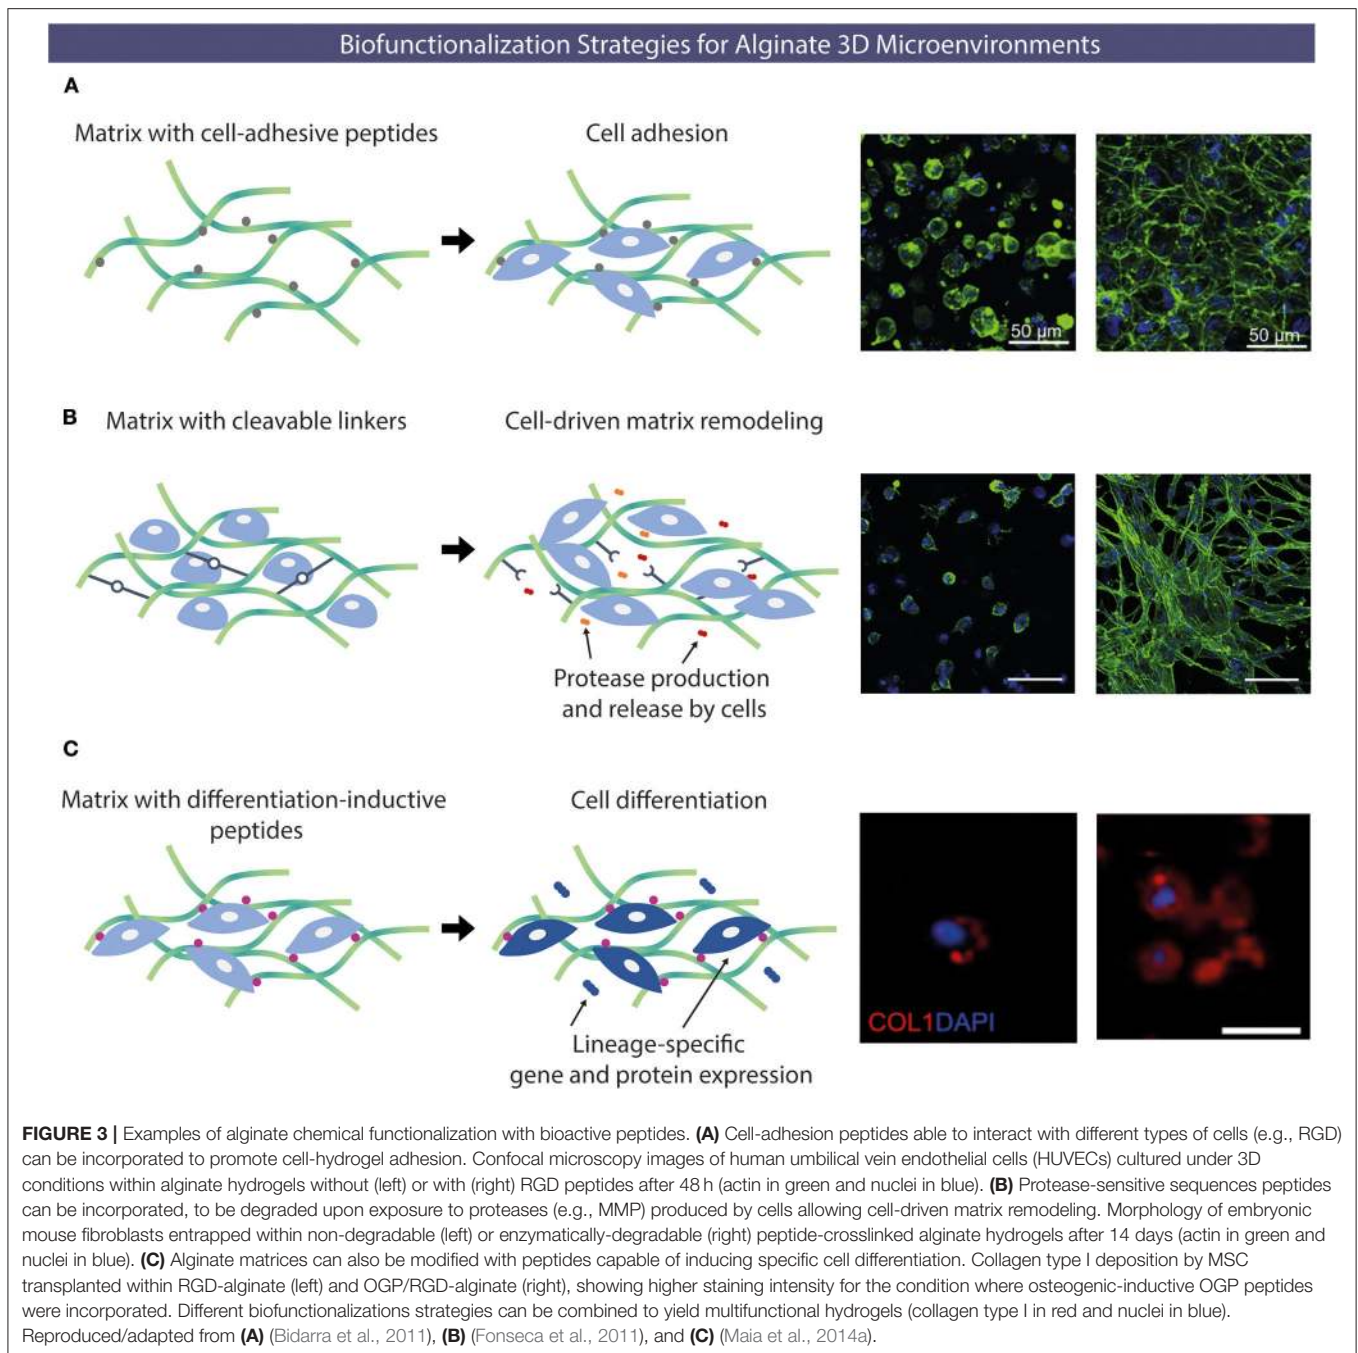 Biofunctionalization Strategies for Alginate 3D Microenvironments
A
Matrix with cell-adhesive peptides
Cell adhesion
50 µm
50 µm
B
Matrix with cleavable linkers
Cell-driven matrix remodeling
Protease production
and release by cells
C
Matrix with differentiation-inductive
peptides
Cell differentiation
COL1DAPI
Lineage-specific
gene and protein expression
FIGURE 3 | Examples of alginate chemical functionalization with bioactive peptides. (A) Cell-adhesion peptides able to interact with different types of cells (e.g., RGD)
can be incorporated to promote cell-hydrogel adhesion. Confocal microscopy images of human umbilical vein endothelial cells (HUVECs) cultured under 3D
conditions within alginate hydrogels without (left) or with (right) RGD peptides after 48 h (actin in green and nuclei in blue). (B) Protease-sensitive sequences peptides
can be incorporated, to be degraded upon exposure to proteases (e.g., MMP) produced by cells allowing cell-driven matrix remodeling. Morphology of embryonic
mouse fibroblasts entrapped within non-degradable (left) or enzymatically-degradable (right) peptide-crosslinked alginate hydrogels after 14 days (actin in green and
nuclei in blue). (C) Alginate matrices can also be modified with peptides capable of inducing specific cell differentiation. Collagen type I deposition by MSC
transplanted within RGD-alginate (left) and OGP/RGD-alginate (right), showing higher staining intensity for the condition where osteogenic-inductive OGP peptides
were incorporated. Different biofunctionalizations strategies can be combined to yield multifunctional hydrogels (collagen type I in red and nuclei in blue).
Reproduced/adapted from (A) (Bidarra et al., 2011), (B) (Fonseca et al., 2011), and (C) (Maia et al., 2014a).